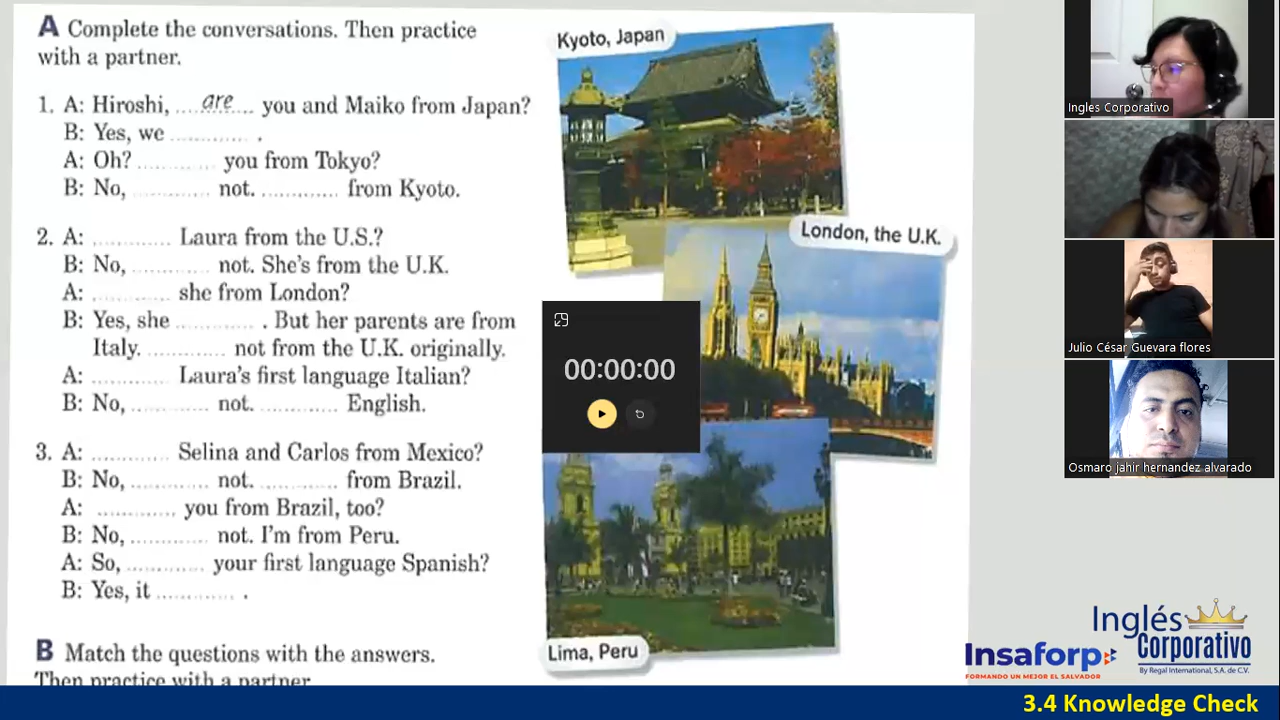 A Complete the conversations. Then practice
with a partner.
1. A: Hiroshi, are you and Maiko from Japan?
B: Yes, we ............ .
A: Oh? ............ you from Tokyo?
B: No, ............ not. ............ from Kyoto.
2. A: ............ Laura from the U.S.?
B: No, ............ not. She's from the U.K.
A: ............ she from London?
B: Yes, she ............ . But her parents are from
Italy. ............ not from the U.K. originally.
A: ............ Laura's first language Italian?
B: No, ............ not. ............ English.
3. A: ............ Selina and Carlos from Mexico?
B: No, ............ not. ............ from Brazil.
A: ............ you from Brazil, too?
B: No, ............ not. I'm from Peru.
A: So, ............ your first language Spanish?
B: Yes, it ............ .
B Match the questions with the answers.
Then practice with a partner.
Kyoto, Japan
London, the U.K.
00:00:00
Lima, Peru
Ingles Corporativo
Julio César Guevara flores
Osmaro jahir hernandez alvarado
Insaforp
FORMANDO UN MEJOR EL SALVADOR
Inglés
Corporativo
By Regal International, S.A. de C.V.
3.4 Knowledge Check